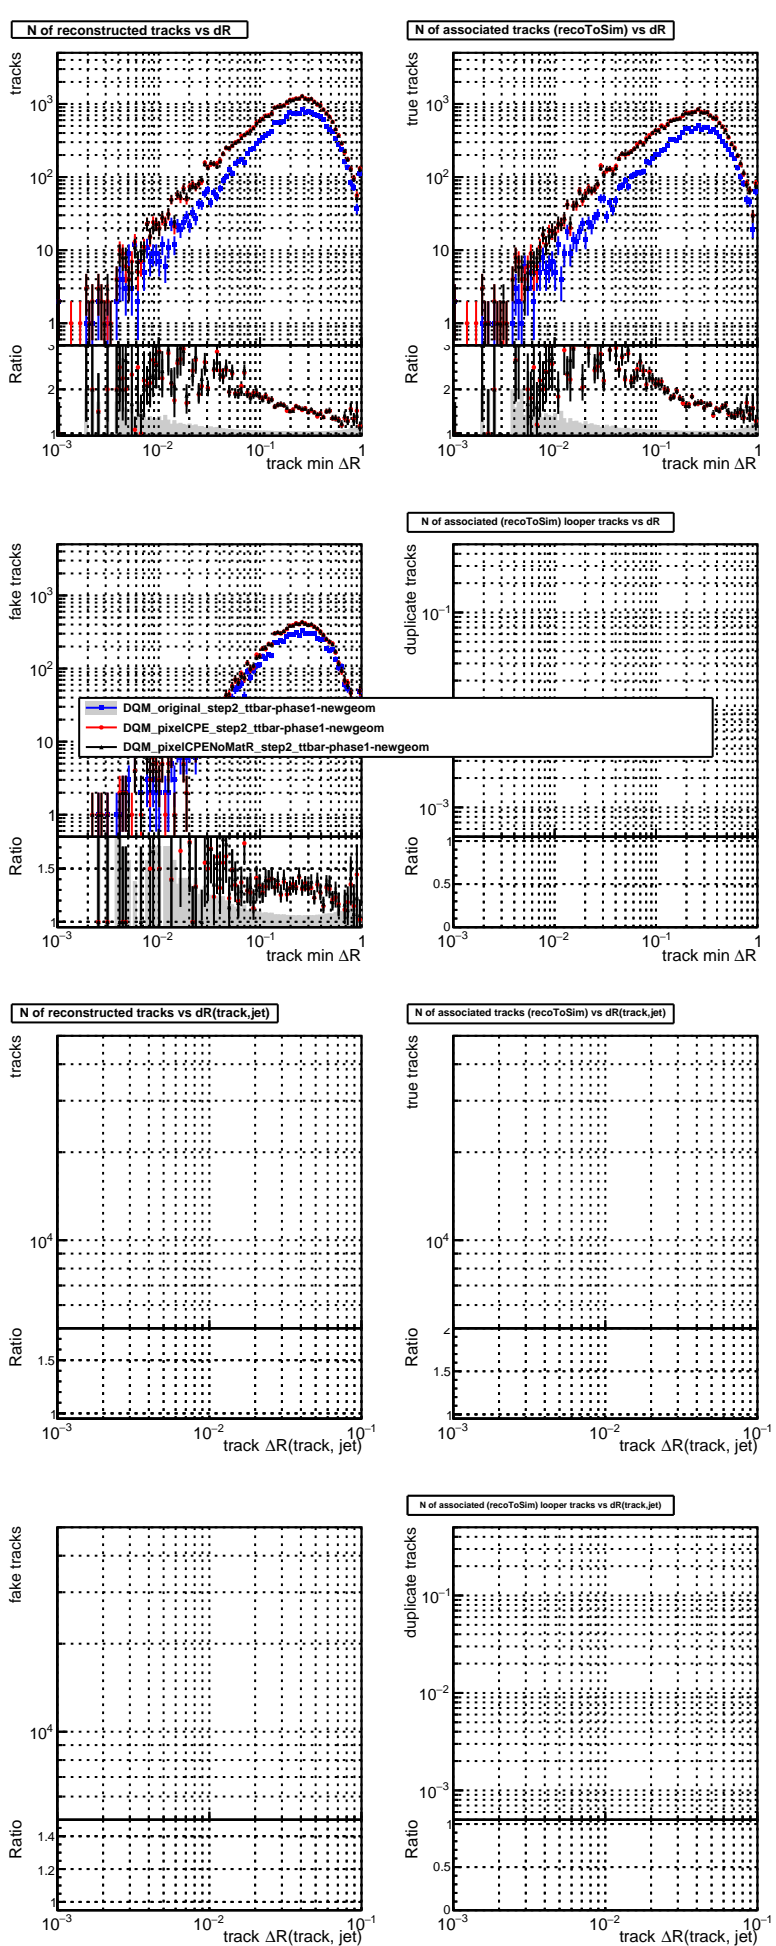 N of reconstructed tracks vs dR
tracks
10³
10²
10
1
Ratio
3
2
1
10⁻³ 10⁻² 10⁻¹ 1
track min ΔR
N of associated tracks (recoToSim) vs dR
true tracks
10³
10²
10
1
Ratio
3
2
1
10⁻³ 10⁻² 10⁻¹ 1
track min ΔR
fake tracks
10³
10²
10
1
Ratio
1.5
1
10⁻³ 10⁻² 10⁻¹ 1
track min ΔR
N of associated (recoToSim) looper tracks vs dR
duplicate tracks
10⁻¹
10⁻³
Ratio
1
0.5
0
10⁻³ 10⁻² 10⁻¹ 1
track min ΔR
DQM_original_step2_ttbar-phase1-newgeom
DQM_pixelCPE_step2_ttbar-phase1-newgeom
DQM_pixelCPENoMatR_step2_ttbar-phase1-newgeom
N of reconstructed tracks vs dR(track,jet)
tracks
10⁴
Ratio
1.5
1
10⁻³ 10⁻² 10⁻¹
track ΔR(track, jet)
N of associated tracks (recoToSim) vs dR(track,jet)
true tracks
10⁴
Ratio
2
1.5
1
10⁻³ 10⁻² 10⁻¹
track ΔR(track, jet)
fake tracks
10⁴
Ratio
1.4
1.2
1
10⁻³ 10⁻² 10⁻¹
track ΔR(track, jet)
N of associated (recoToSim) looper tracks vs dR(track,jet)
duplicate tracks
10⁻¹
10⁻²
10⁻³
Ratio
1
0.5
0
10⁻³ 10⁻² 10⁻¹
track ΔR(track, jet)